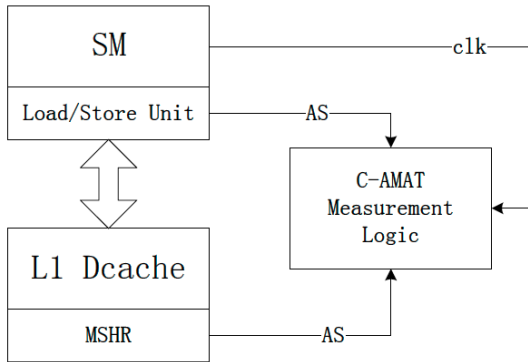 SM
clk
Load/Store Unit
AS
C-AMAT
Measurement
Logic
L1 Dcache
MSHR
AS